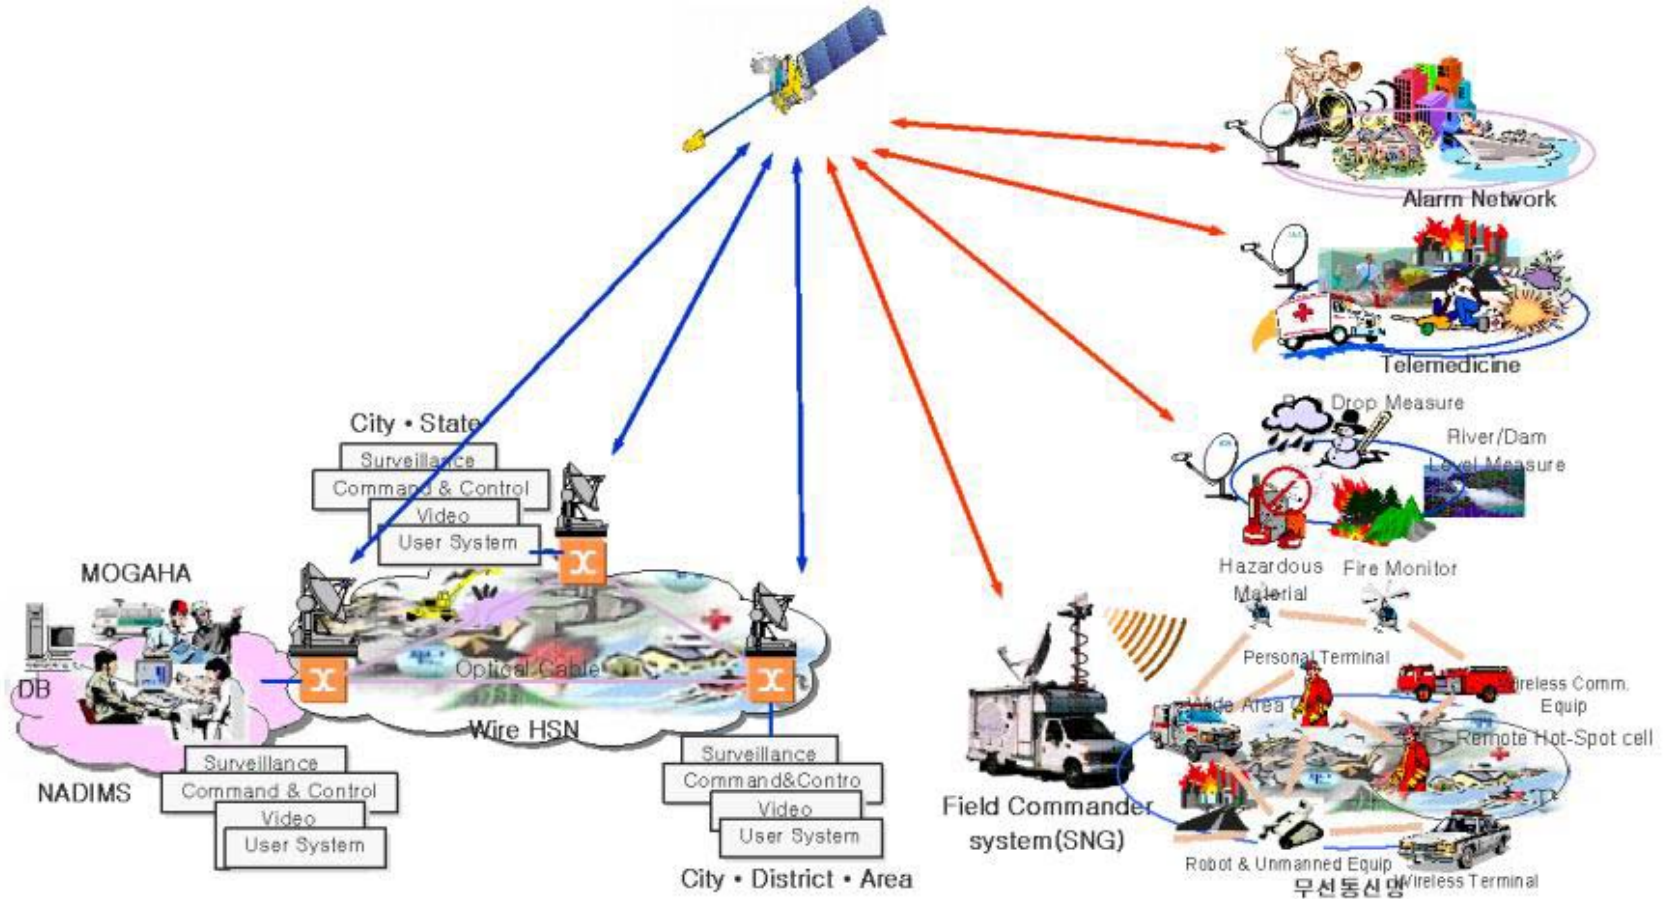 Alarm Network
Telemedicine
Drop Measure
River/Dam
Level Measure
Hazardous
Material
Fire Monitor
City • State
Surveillance
Command & Control
Video
User System
MOGAHA
DB
NADIMS
Optical Cable
Wire HSN
Surveillance
Command & Control
Video
User System
Surveillance
Command&Contro
Video
User System
City • District • Area
Field Commander
system(SNG)
Personal Terminal
Wide Area
Wireless Comm.
Equip
Remote Hot-Spot cell
Robot & Unmanned Equip
Wireless Terminal
무선통신망